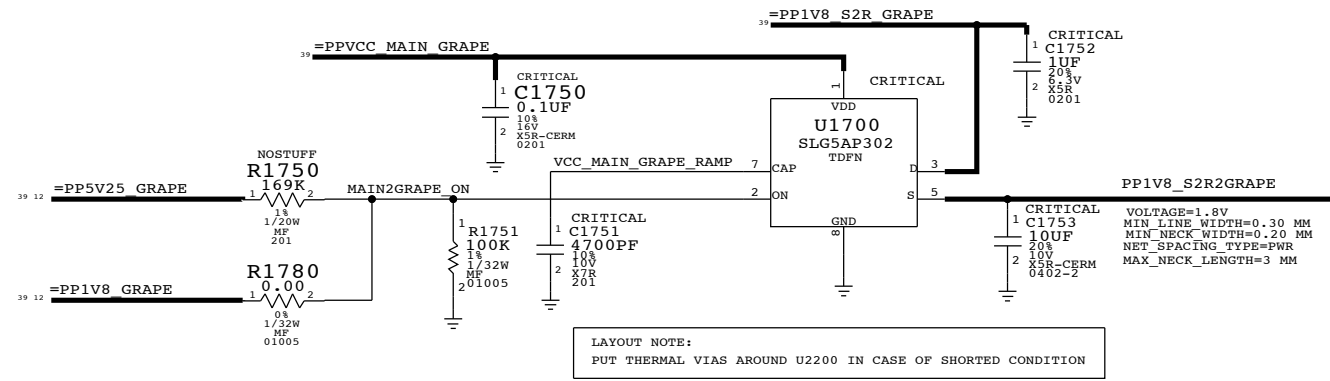 39 =PP1V8_S2R_GRAPE
39 =PPVCC_MAIN_GRAPE
CRITICAL
1 C1752
1UF
20%
6.3V
2 X5R
0201
CRITICAL
1 C1750
0.1UF
10%
16V
2 X5R-CERM
0201
CRITICAL
1
VDD
U1700
SLG5AP302
TDFN
VCC_MAIN_GRAPE_RAMP 7 CAP
D 3
2 ON
S 5
GND
8
NOSTUFF
R1750
39 12 =PP5V25_GRAPE 1 169K 2 MAIN2GRAPE_ON
1%
1/20W
MF
201
PP1V8_S2R2GRAPE
VOLTAGE=1.8V
MIN_LINE_WIDTH=0.30 MM
MIN_NECK_WIDTH=0.20 MM
NET_SPACING_TYPE=PWR
MAX_NECK_LENGTH=3 MM
1 R1751
100K
1%
1/32W
MF
2 01005
CRITICAL
1 C1751
4700PF
10%
10V
2 X7R
201
CRITICAL
1 C1753
10UF
20%
10V
2 X5R-CERM
0402-2
R1780
39 12 =PP1V8_GRAPE 1 0.00 2
0%
1/32W
MF
01005
LAYOUT NOTE:
PUT THERMAL VIAS AROUND U2200 IN CASE OF SHORTED CONDITION